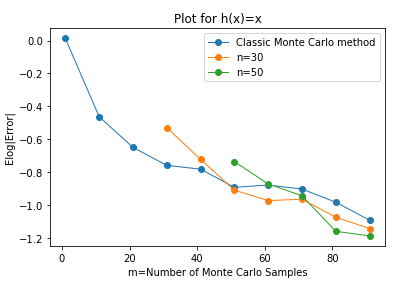 Plot for h(x)=x
Classic Monte Carlo method
n=30
n=50
Elog|Error|
0.0
−0.2
−0.4
−0.6
−0.8
−1.0
−1.2
0 20 40 60 80
m=Number of Monte Carlo Samples